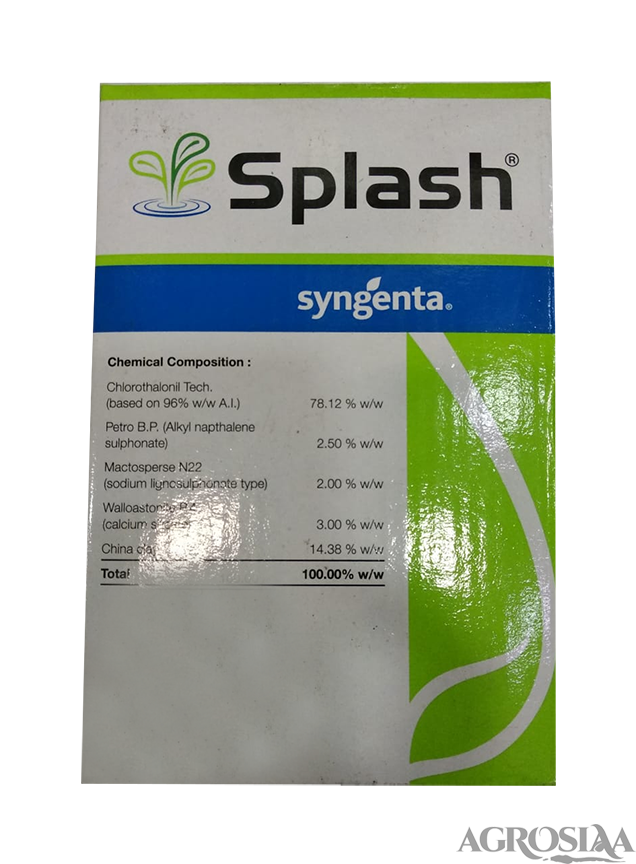 Splash®
syngenta®
Chemical Composition :
Chlorothalonil Tech.
(based on 96% w/w A.I.) 78.12 % w/w
Petro B.P. (Alkyl napthalene
sulphonate) 2.50 % w/w
Mactosperse N22
(sodium lignosulphonate type) 2.00 % w/w
Walloastonite
(calcium 3.00 % w/w
China 14.38 % w/w
Total 100.00% w/w
AGROSIAA